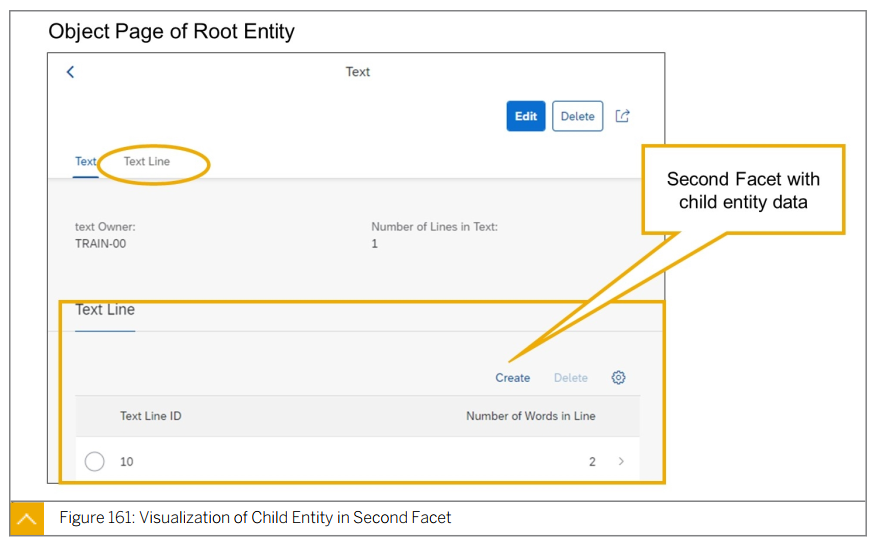 Object Page of Root Entity
Text
Edit Delete
Text Text Line
Second Facet with
child entity data
text Owner: Number of Lines in Text:
TRAIN-00 1
Text Line
Create Delete
Text Line ID Number of Words in Line
10 2
Figure 161: Visualization of Child Entity in Second Facet